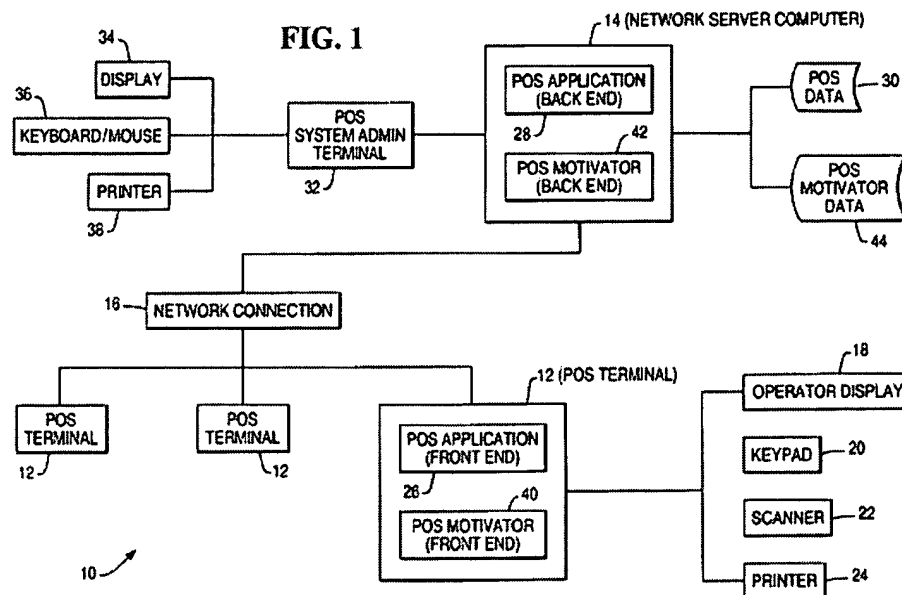 FIG. 1
14 (NETWORK SERVER COMPUTER)
34
DISPLAY
36
KEYBOARD/MOUSE
PRINTER
38
POS
SYSTEM ADMIN
TERMINAL
32
POS APPLICATION
(BACK END)
28
42
POS MOTIVATOR
(BACK END)
POS
DATA
30
POS
MOTIVATOR
DATA
44
16
NETWORK CONNECTION
POS
TERMINAL
12
POS
TERMINAL
12
12 (POS TERMINAL)
POS APPLICATION
(FRONT END)
26
40
POS MOTIVATOR
(FRONT END)
18
OPERATOR DISPLAY
KEYPAD
20
SCANNER
22
PRINTER
24
10